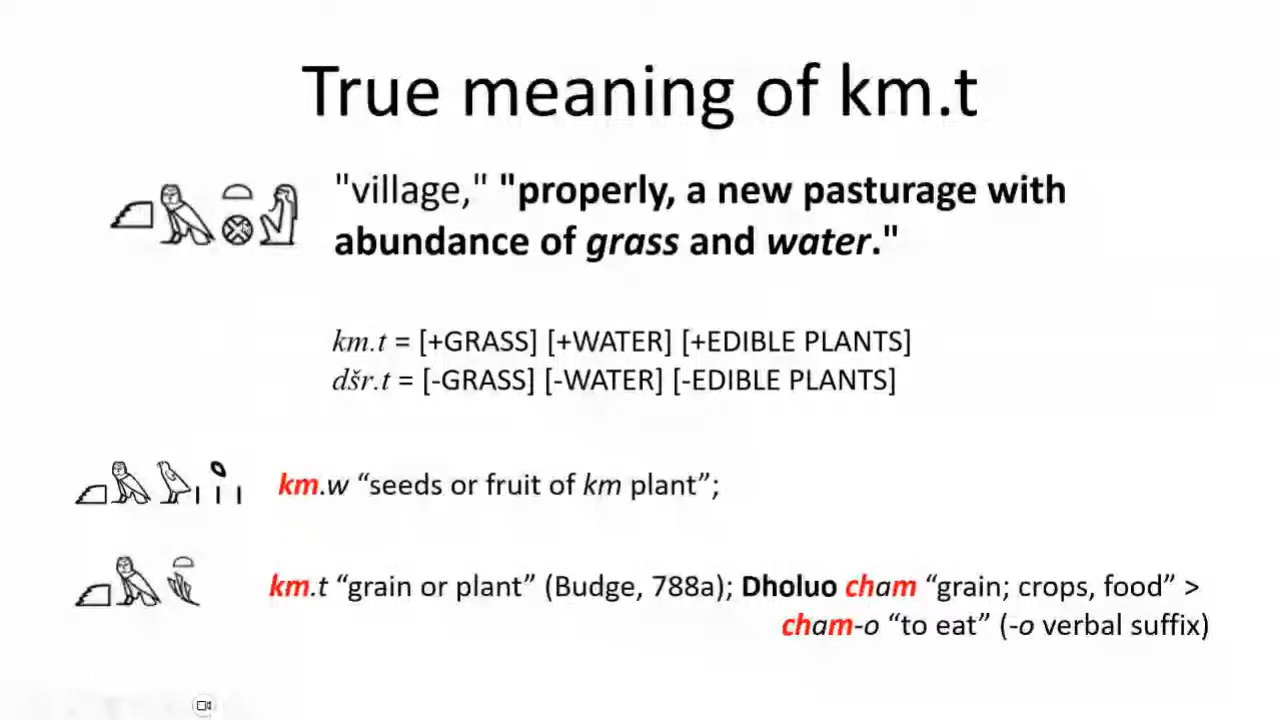 True meaning of km.t
"village," "properly, a new pasturage with
abundance of grass and water."
km.t = [+GRASS] [+WATER] [+EDIBLE PLANTS]
dšr.t = [-GRASS] [-WATER] [-EDIBLE PLANTS]
km.w “seeds or fruit of km plant”;
km.t “grain or plant” (Budge, 788a); Dholuo cham “grain; crops, food” >
cham-o “to eat” (-o verbal suffix)